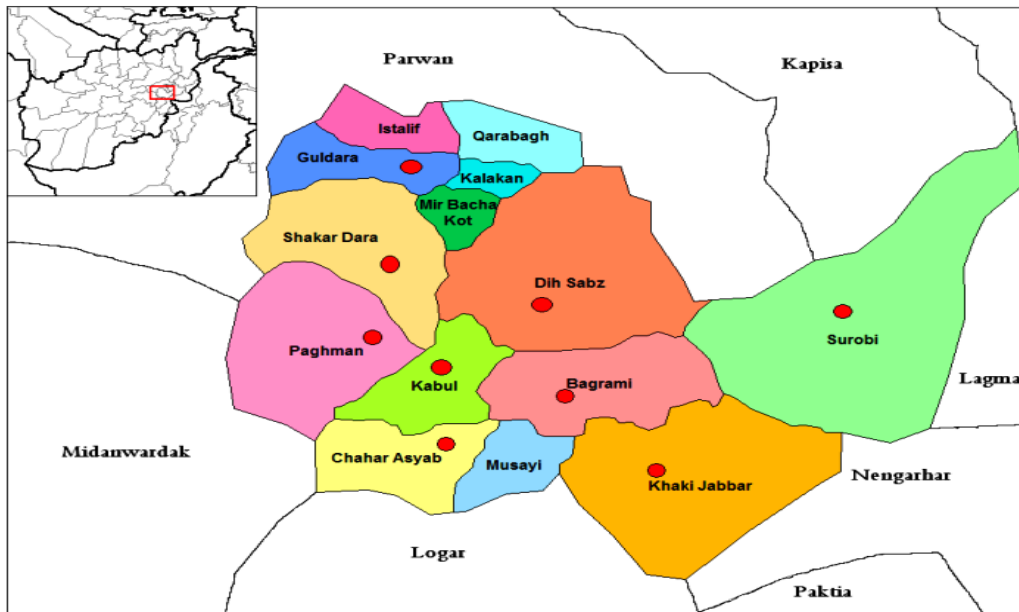 Parwan
Kapisa
Istalif
Qarabagh
Guldara
Kalakan
Mir Bacha
Kot
Shakar Dara
Dih Sabz
Paghman
Surobi
Kabul
Bagrami
Lagma
Midanwardak
Chahar Asyab
Musayi
Khaki Jabbar
Nengarhar
Logar
Paktia